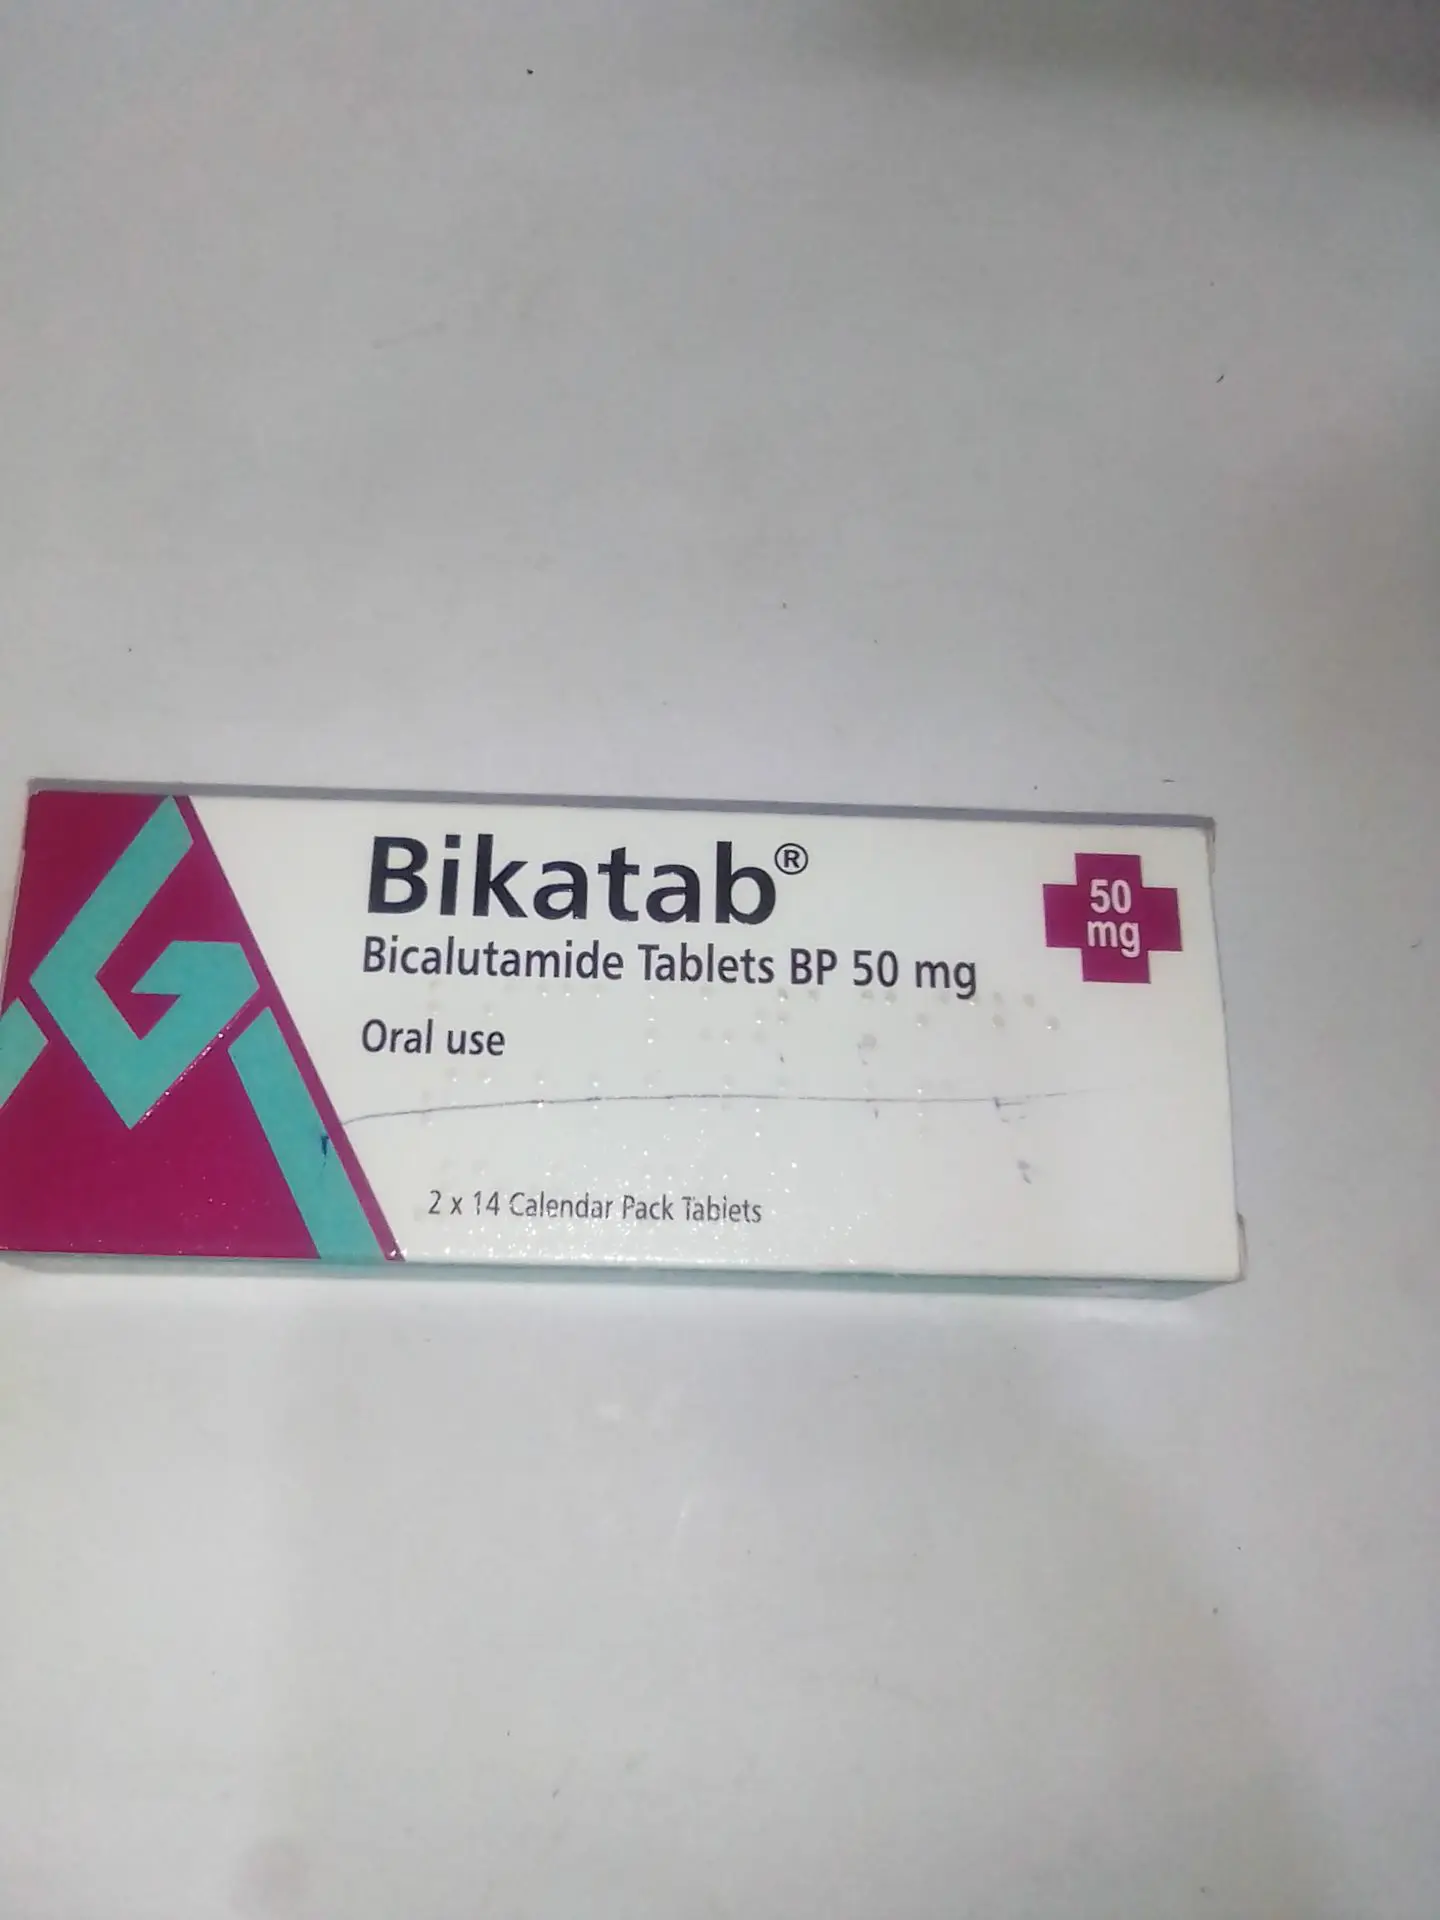 Bikatab®
Bicalutamide Tablets BP 50 mg
Oral use
50
mg
2 x 14 Calendar Pack Tablets